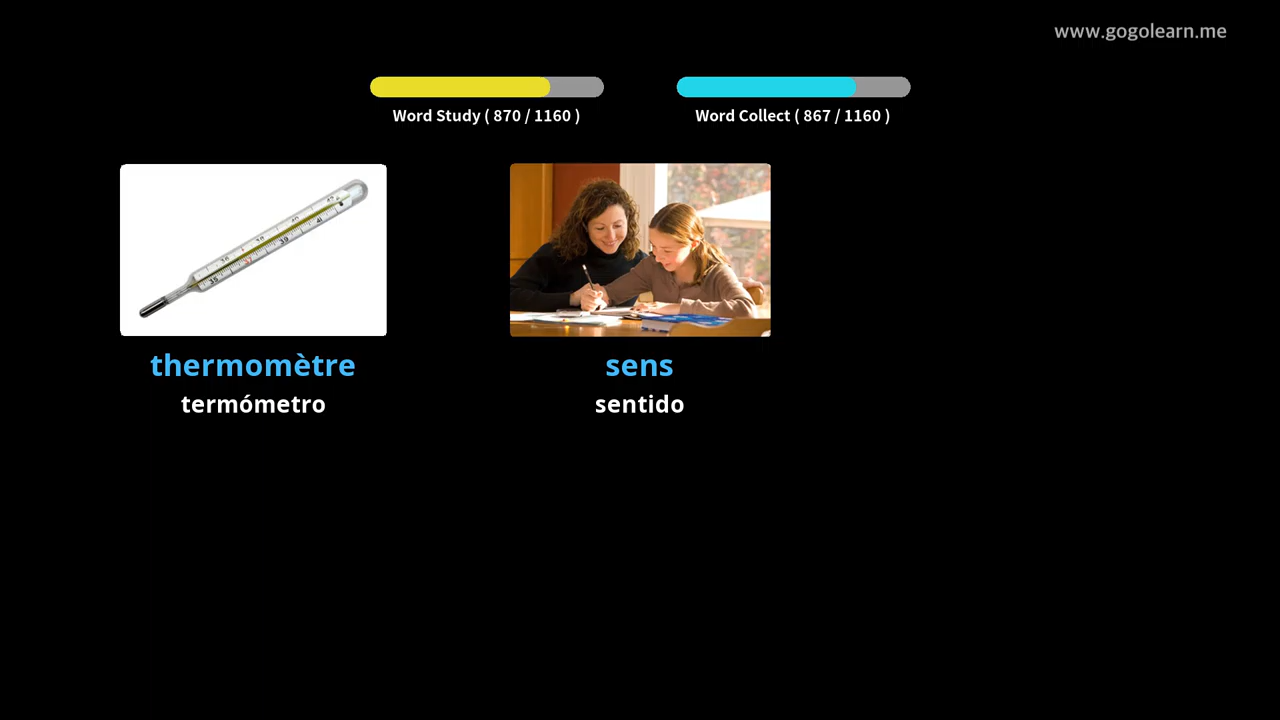 www.gogolearn.me
Word Study ( 870 / 1160 )
Word Collect ( 867 / 1160 )
thermomètre
termómetro
sens
sentido